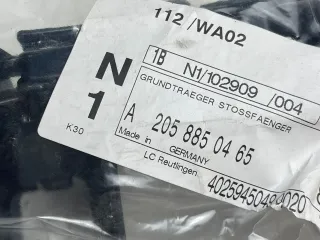 112 /WA02
1B N1/102909 /004
N
1
GRUNDTRAEGER STOSSFAENGER
A 205 885 04 65
K30
Made in GERMANY
LC Reutlingen